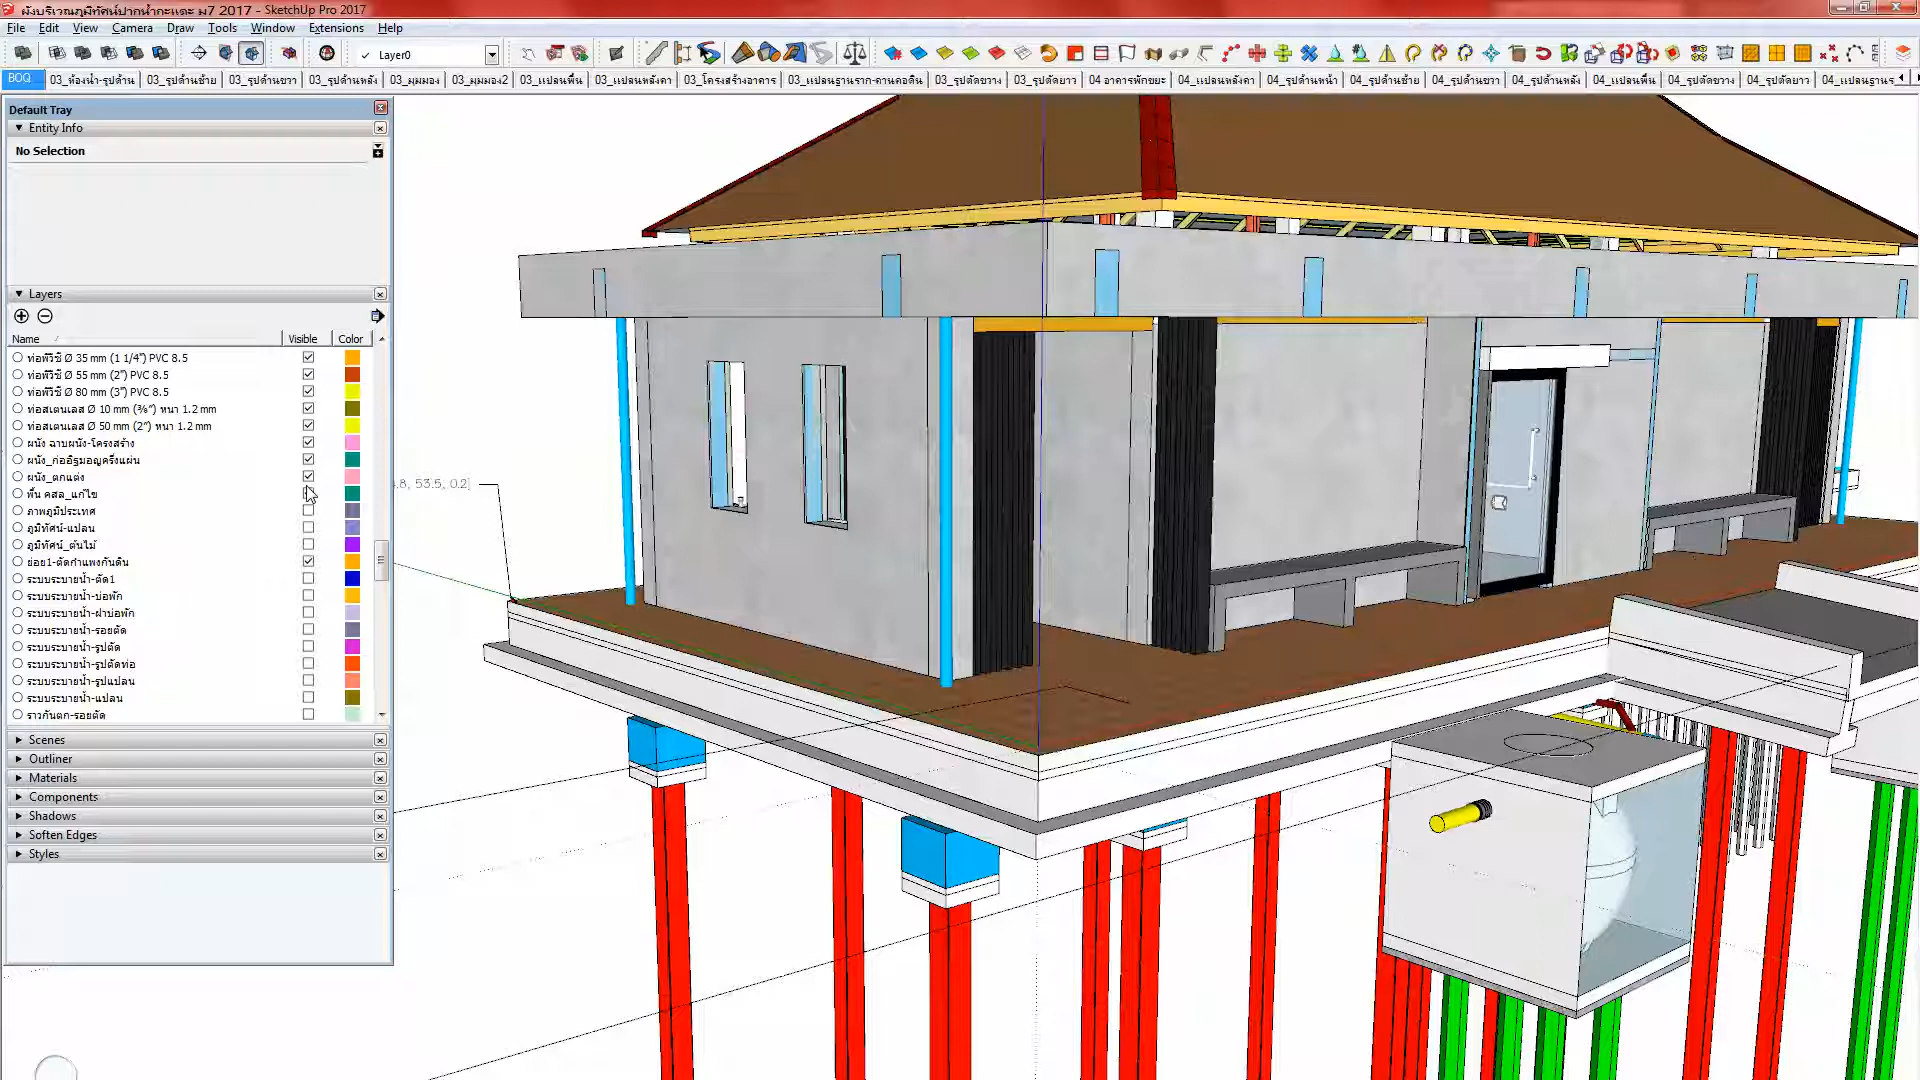 ผังบริเวณภูมิทัศน์ปากน้ำกะแดะ ม7 2017 - SketchUp Pro 2017
File Edit View Camera Draw Tools Window Extensions Help
Layer0
BOQ 03_ห้องน้ำ-รูปด้าน 03_รูปด้านซ้าย 03_รูปด้านขวา 03_รูปด้านหลัง 03_มุมมอง 03_มุมมอง2 03_แปลนพื้น 03_แปลนหลังคา 03_โครงสร้างอาคาร 03_แปลนฐานราก-คานคอดิน 03_รูปตัดขวาง 03_รูปตัดยาว 04 อาคารพักขยะ 04_แปลนหลังคา 04_รูปด้านหน้า 04_รูปด้านซ้าย 04_รูปด้านขวา 04_รูปด้านหลัง 04_แปลนพื้น 04_รูปตัดขวาง 04_รูปตัดยาว 04_แปลนฐานร
Default Tray
Entity Info
No Selection
Layers
Name Visible Color
ท่อพีวีซี Ø 35 mm (1 1/4") PVC 8.5
ท่อพีวีซี Ø 55 mm (2") PVC 8.5
ท่อพีวีซี Ø 80 mm (3") PVC 8.5
ท่อสเตนเลส Ø 10 mm (⅜") หนา 1.2 mm
ท่อสเตนเลส Ø 50 mm (2") หนา 1.2 mm
ผนัง ฉาบผนัง-โครงสร้าง
ผนัง_ก่ออิฐมอญครึ่งแผ่น
ผนัง_ตกแต่ง
พื้น คสล_แก้ไข
ภาพภูมิประเทศ
ภูมิทัศน์-แปลน
ภูมิทัศน์_ต้นไม้
ย่อย1-ตัดกำแพงกันดิน
ระบบระบายน้ำ-ตัด1
ระบบระบายน้ำ-บ่อพัก
ระบบระบายน้ำ-ฝาบ่อพัก
ระบบระบายน้ำ-รอยตัด
ระบบระบายน้ำ-รูปตัด
ระบบระบายน้ำ-รูปตัดท่อ
ระบบระบายน้ำ-รูปแปลน
ระบบระบายน้ำ-แปลน
ราวกันตก-รอยตัด
Scenes
Outliner
Materials
Components
Shadows
Soften Edges
Styles
.8, 53.5, 0.2]